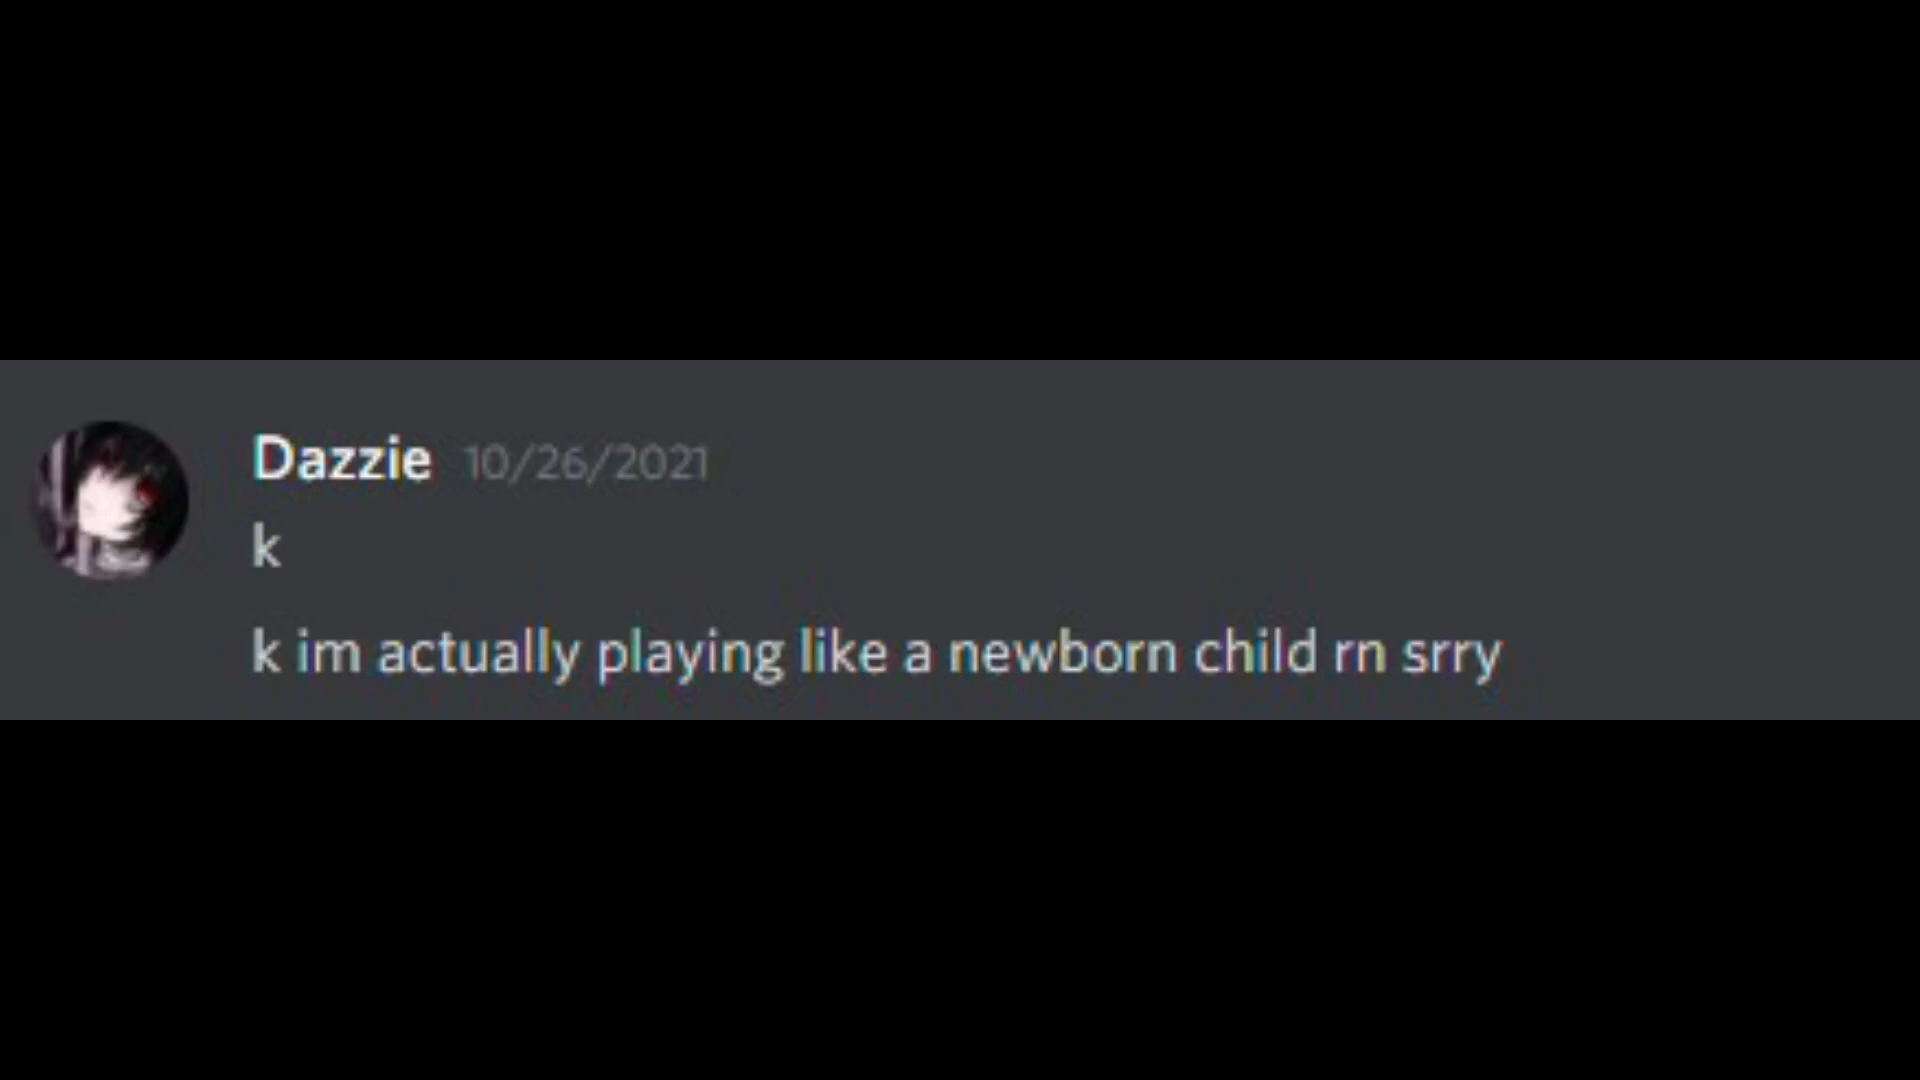 Dazzie 10/26/2021
k
k im actually playing like a newborn child rn srry